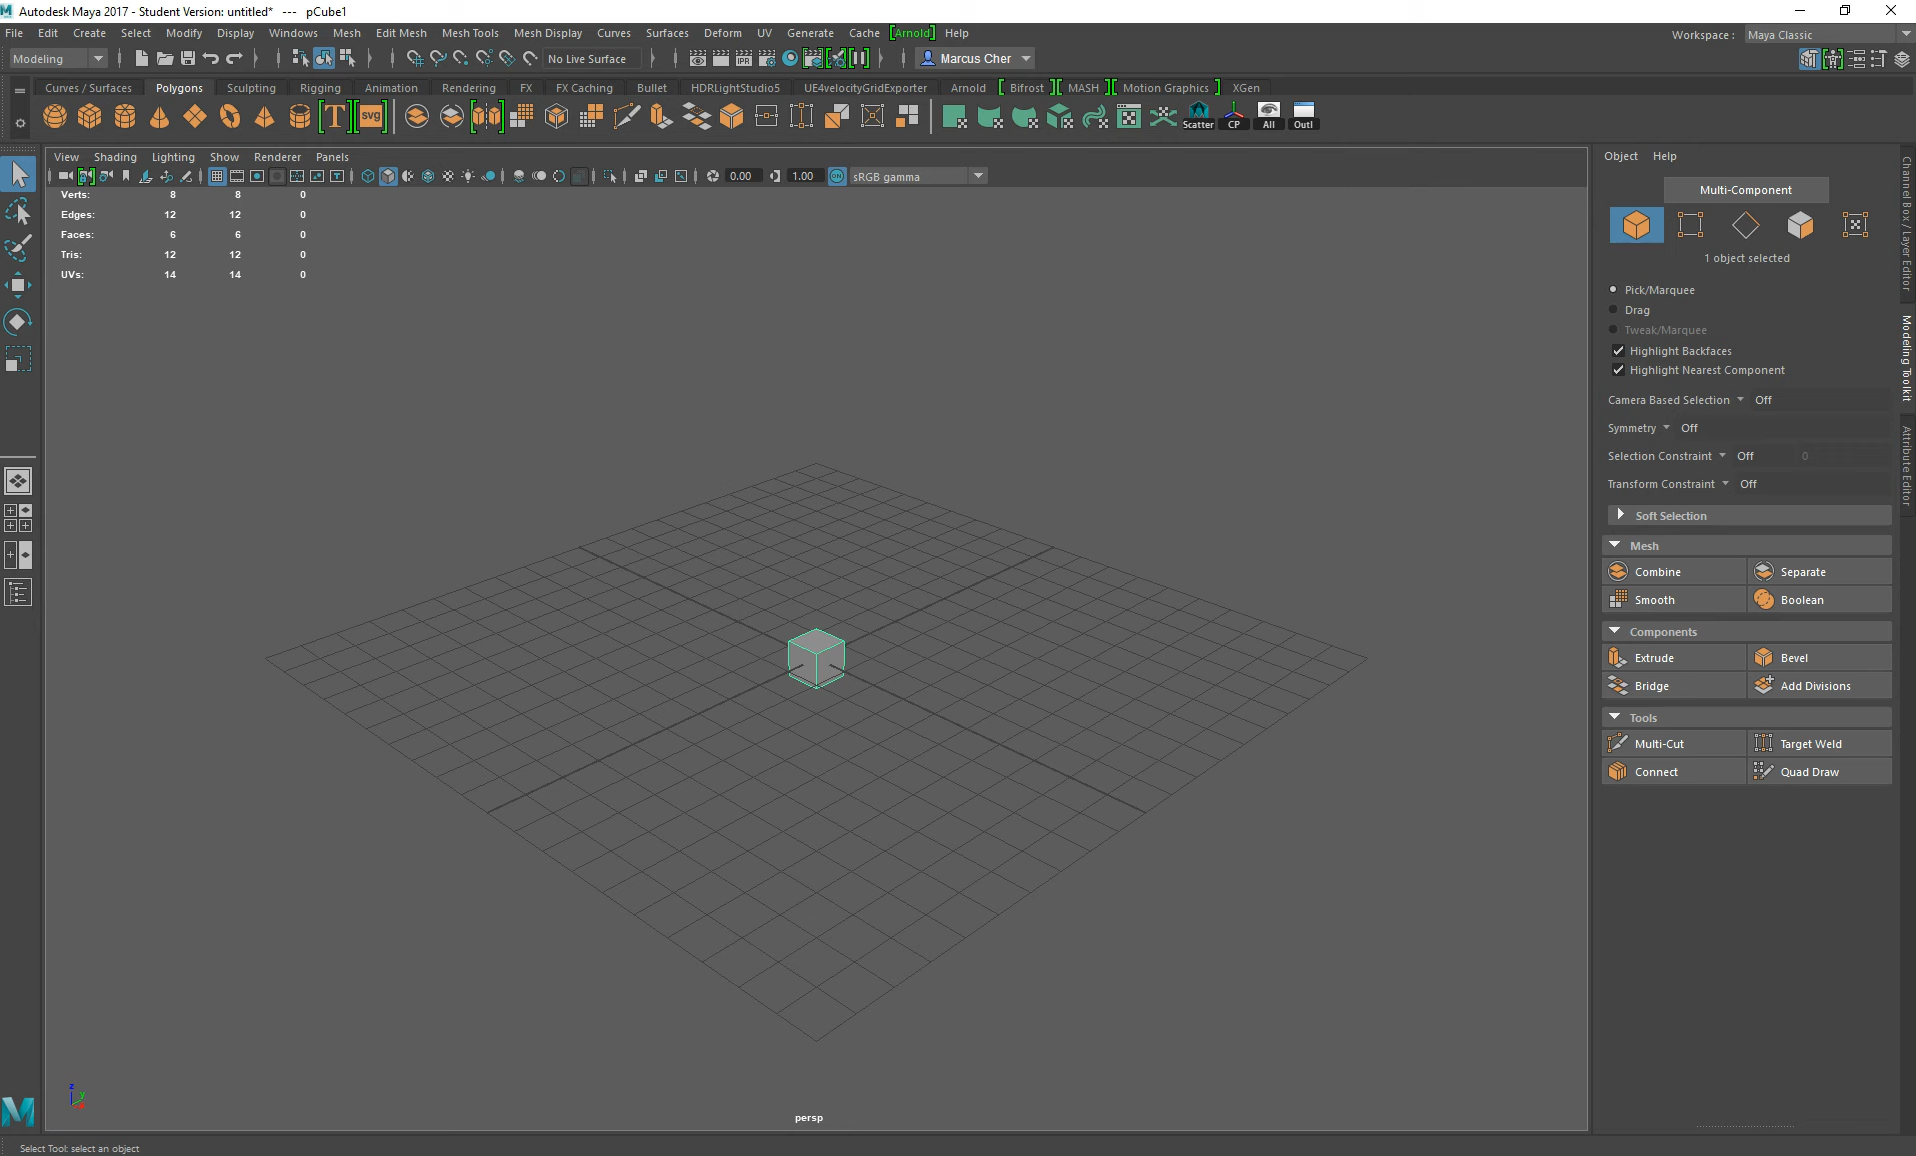 Autodesk Maya 2017 - Student Version: untitled* --- pCube1
File Edit Create Select Modify Display Windows Mesh Edit Mesh Mesh Tools Mesh Display Curves Surfaces Deform UV Generate Cache [Arnold] Help
Workspace : Maya Classic
Modeling No Live Surface IPR Marcus Cher
Curves / Surfaces Polygons Sculpting Rigging Animation Rendering FX FX Caching Bullet HDRLightStudio5 UE4velocityGridExporter Arnold [ Bifrost ][ MASH ][ Motion Graphics ] XGen
T SVG Scatter CP All Outl
View Shading Lighting Show Renderer Panels
0.00 1.00 ON sRGB gamma
Verts: 8 8 0
Edges: 12 12 0
Faces: 6 6 0
Tris: 12 12 0
UVs: 14 14 0
z
y
persp
Select Tool: select an object
Object Help
Multi-Component
1 object selected
Pick/Marquee
Drag
Tweak/Marquee
Highlight Backfaces
Highlight Nearest Component
Camera Based Selection Off
Symmetry Off
Selection Constraint Off 0
Transform Constraint Off
Soft Selection
Mesh
Combine Separate
Smooth Boolean
Components
Extrude Bevel
Bridge Add Divisions
Tools
Multi-Cut Target Weld
Connect Quad Draw
Channel Box / Layer Editor
Modeling Toolkit
Attribute Editor